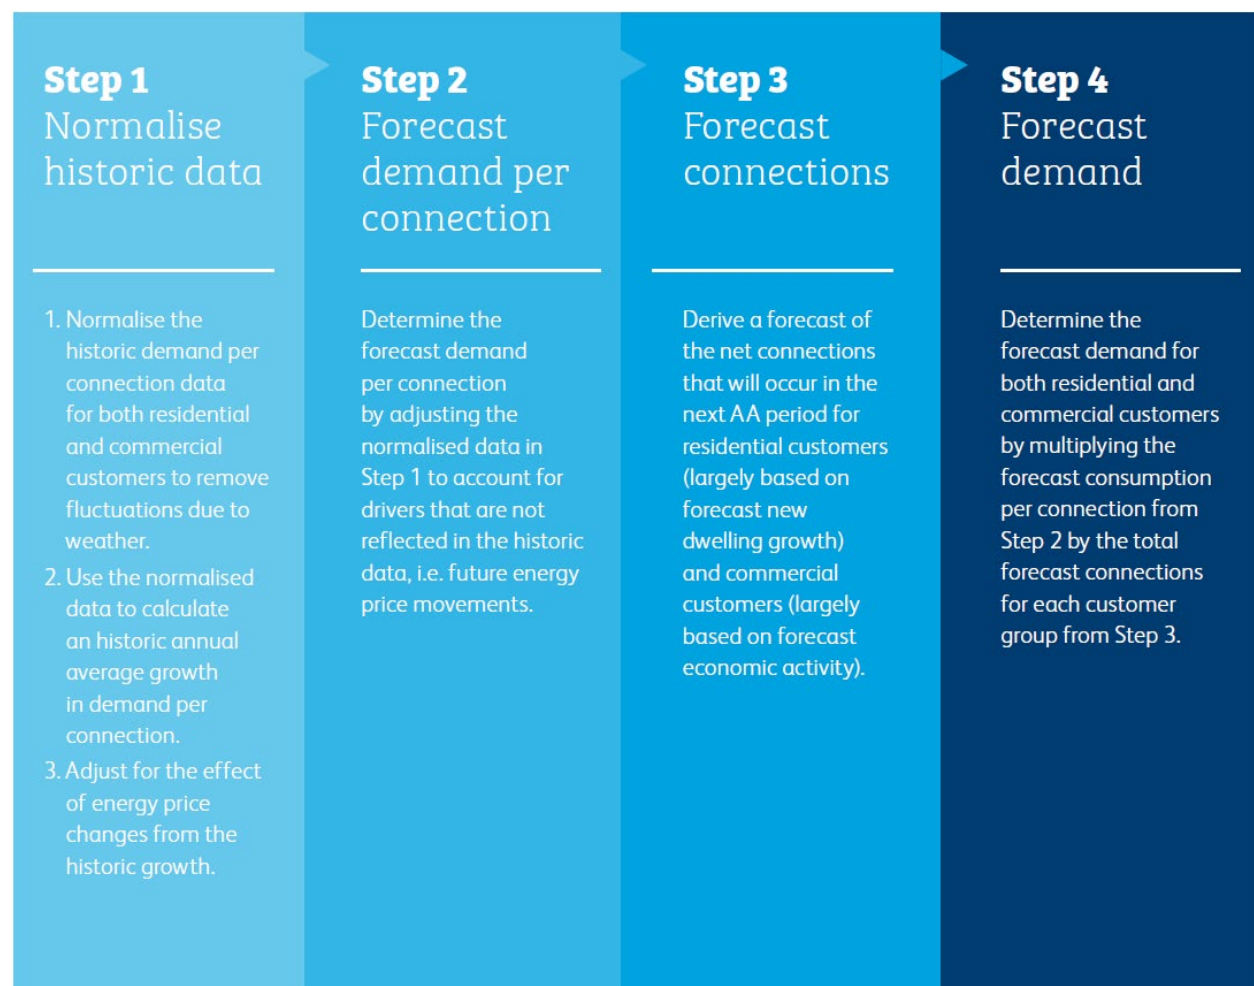 Step 1
Normalise
historic data
1. Normalise the
historic demand per
connection data
for both residential
and commercial
customers to remove
fluctuations due to
weather.
2. Use the normalised
data to calculate
an historic annual
average growth
in demand per
connection.
3. Adjust for the effect
of energy price
changes from the
historic growth.
Step 2
Forecast
demand per
connection
Determine the
forecast demand
per connection
by adjusting the
normalised data in
Step 1 to account for
drivers that are not
reflected in the historic
data, i.e. future energy
price movements.
Step 3
Forecast
connections
Derive a forecast of
the net connections
that will occur in the
next AA period for
residential customers
(largely based on
forecast new
dwelling growth)
and commercial
customers (largely
based on forecast
economic activity).
Step 4
Forecast
demand
Determine the
forecast demand for
both residential and
commercial customers
by multiplying the
forecast consumption
per connection from
Step 2 by the total
forecast connections
for each customer
group from Step 3.